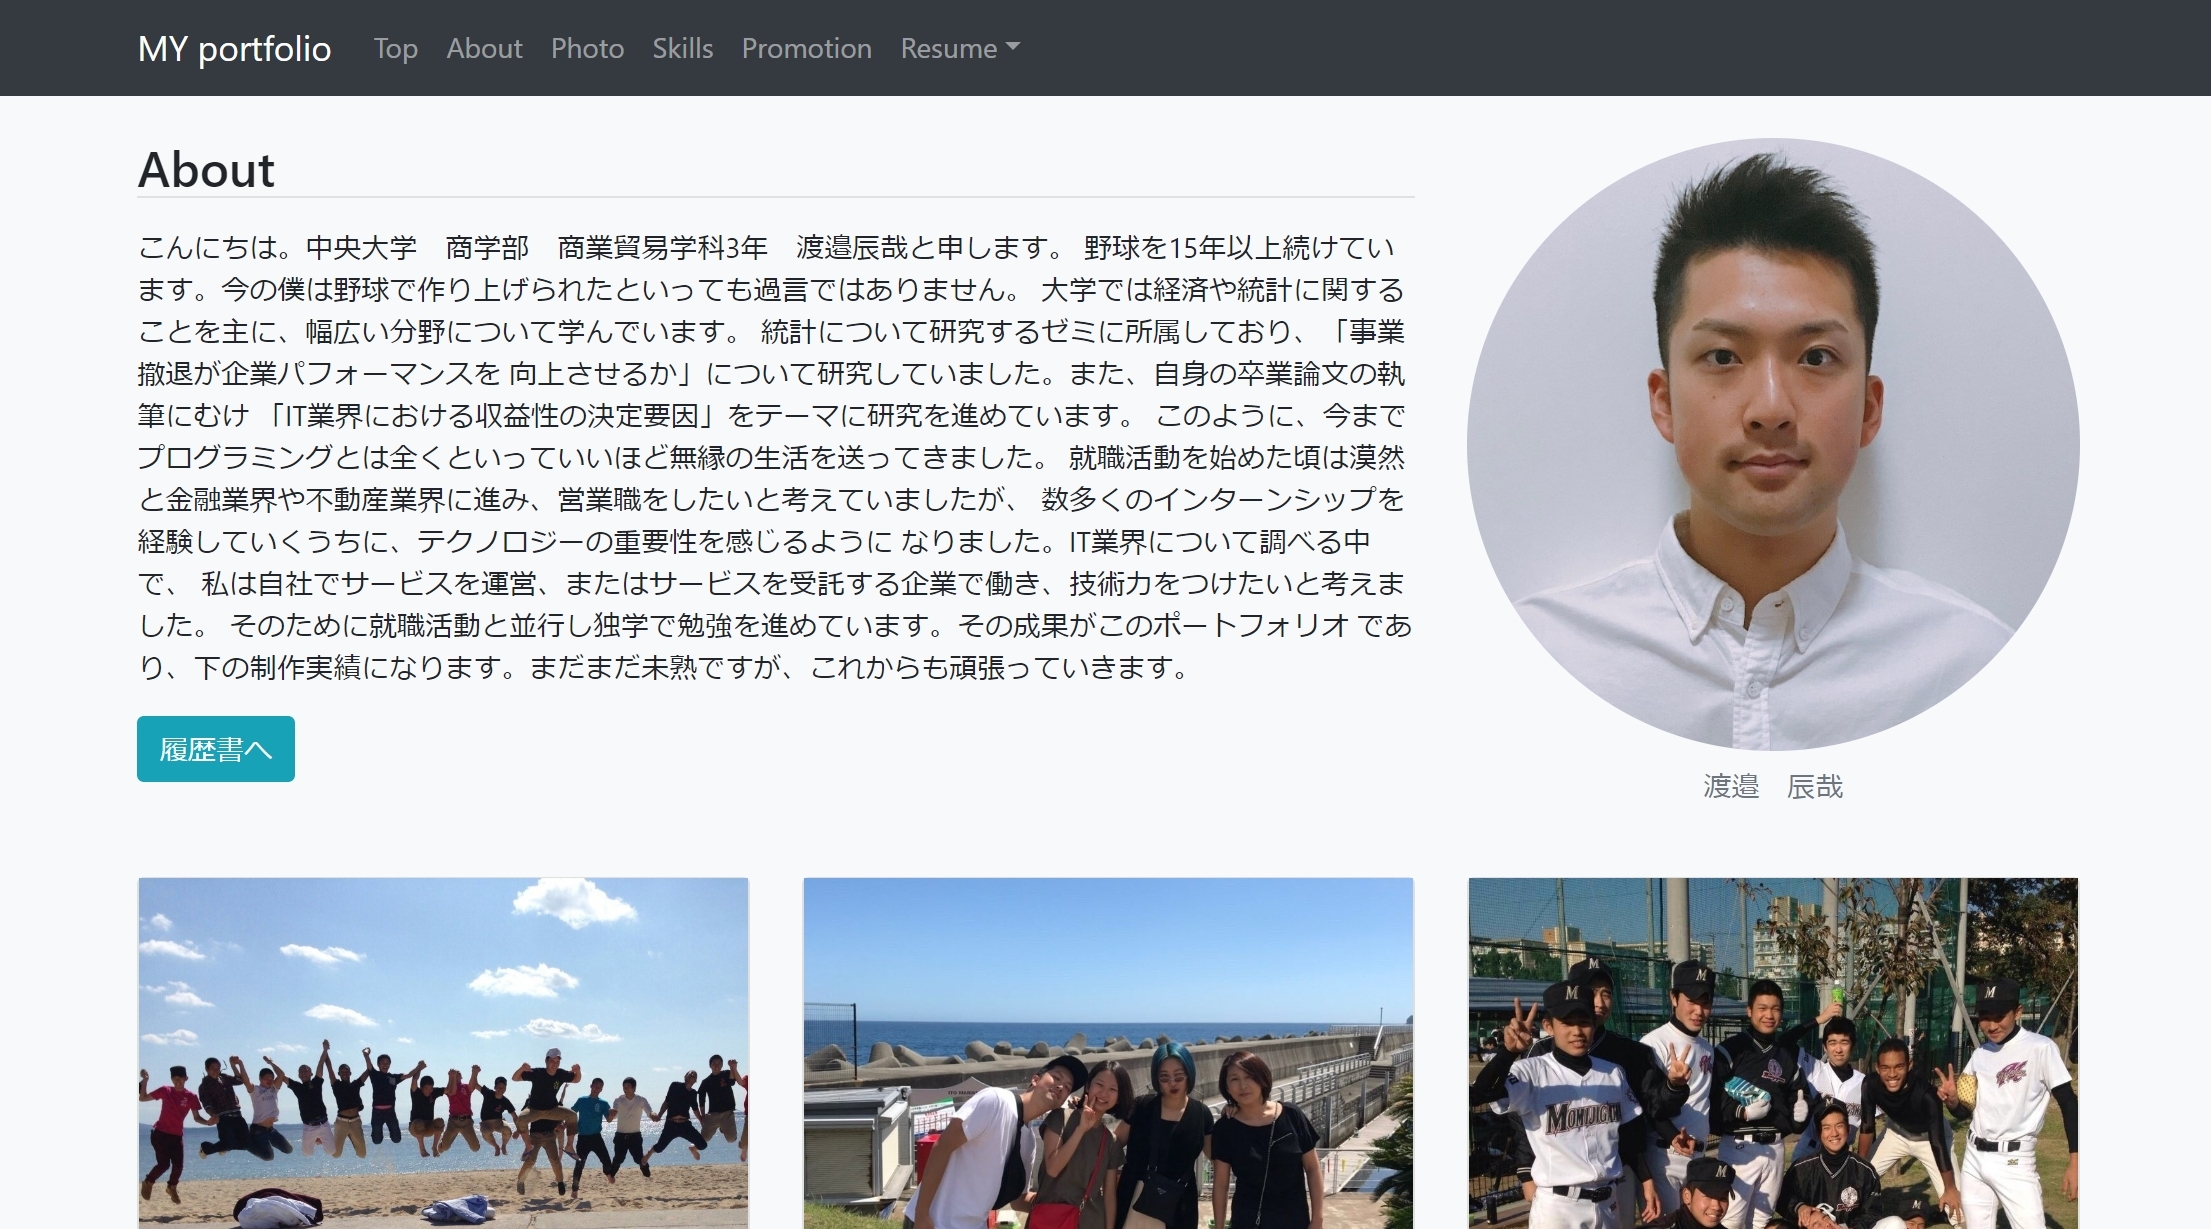 MY portfolio Top About Photo Skills Promotion Resume
About
こんにちは。中央大学　商学部　商業貿易学科3年　渡邉辰哉と申します。 野球を15年以上続けてい
ます。今の僕は野球で作り上げられたといっても過言ではありません。 大学では経済や統計に関する
ことを主に、幅広い分野について学んでいます。 統計について研究するゼミに所属しており、「事業
撤退が企業パフォーマンスを 向上させるか」について研究していました。また、自身の卒業論文の執
筆にむけ 「IT業界における収益性の決定要因」をテーマに研究を進めています。 このように、今まで
プログラミングとは全くといっていいほど無縁の生活を送ってきました。 就職活動を始めた頃は漠然
と金融業界や不動産業界に進み、営業職をしたいと考えていましたが、 数多くのインターンシップを
経験していくうちに、テクノロジーの重要性を感じるように なりました。IT業界について調べる中
で、 私は自社でサービスを運営、またはサービスを受託する企業で働き、技術力をつけたいと考えま
した。 そのために就職活動と並行し独学で勉強を進めています。その成果がこのポートフォリオ であ
り、下の制作実績になります。まだまだ未熟ですが、これからも頑張っていきます。
履歴書へ
渡邉　辰哉
M
M
M
M
M